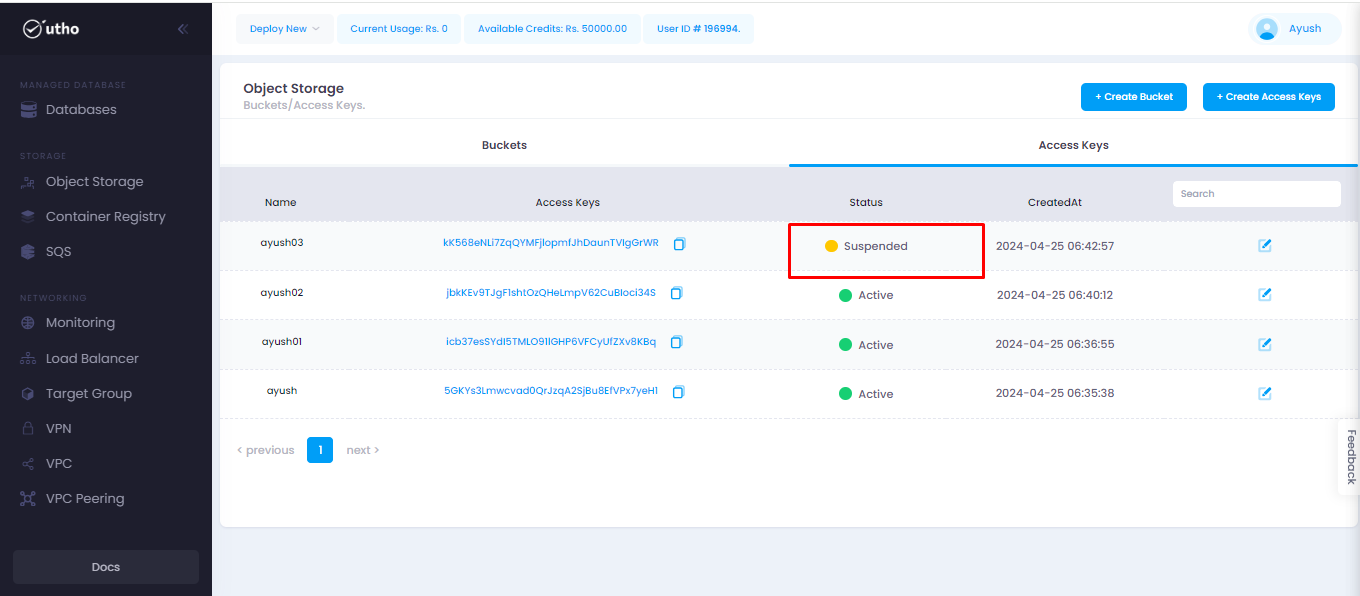 utho
Deploy New
Current Usage: Rs. 0
Available Credits: Rs. 50000.00
User ID # 196994.
Ayush
MANAGED DATABASE
Databases
STORAGE
Object Storage
Container Registry
SQS
NETWORKING
Monitoring
Load Balancer
Target Group
VPN
VPC
VPC Peering
Docs
Object Storage
Buckets/Access Keys.
+ Create Bucket
+ Create Access Keys
Buckets
Access Keys
Name
Access Keys
Status
CreatedAt
Search
ayush03
Suspended
2024-04-25 06:42:57
ayush02
Active
2024-04-25 06:40:12
ayush01
Active
2024-04-25 06:36:55
ayush
Active
2024-04-25 06:35:38
< previous
1
next >
Feedback